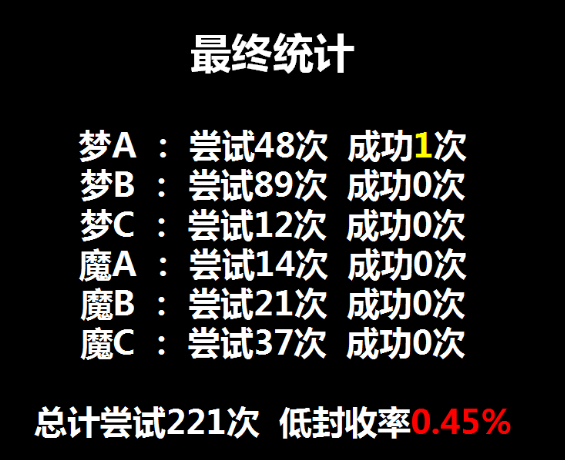 最终统计
梦A ： 尝试48次 成功1次
梦B ： 尝试89次 成功0次
梦C ： 尝试12次 成功0次
魔A ： 尝试14次 成功0次
魔B ： 尝试21次 成功0次
魔C ： 尝试37次 成功0次
总计尝试221次 低封收率0.45%